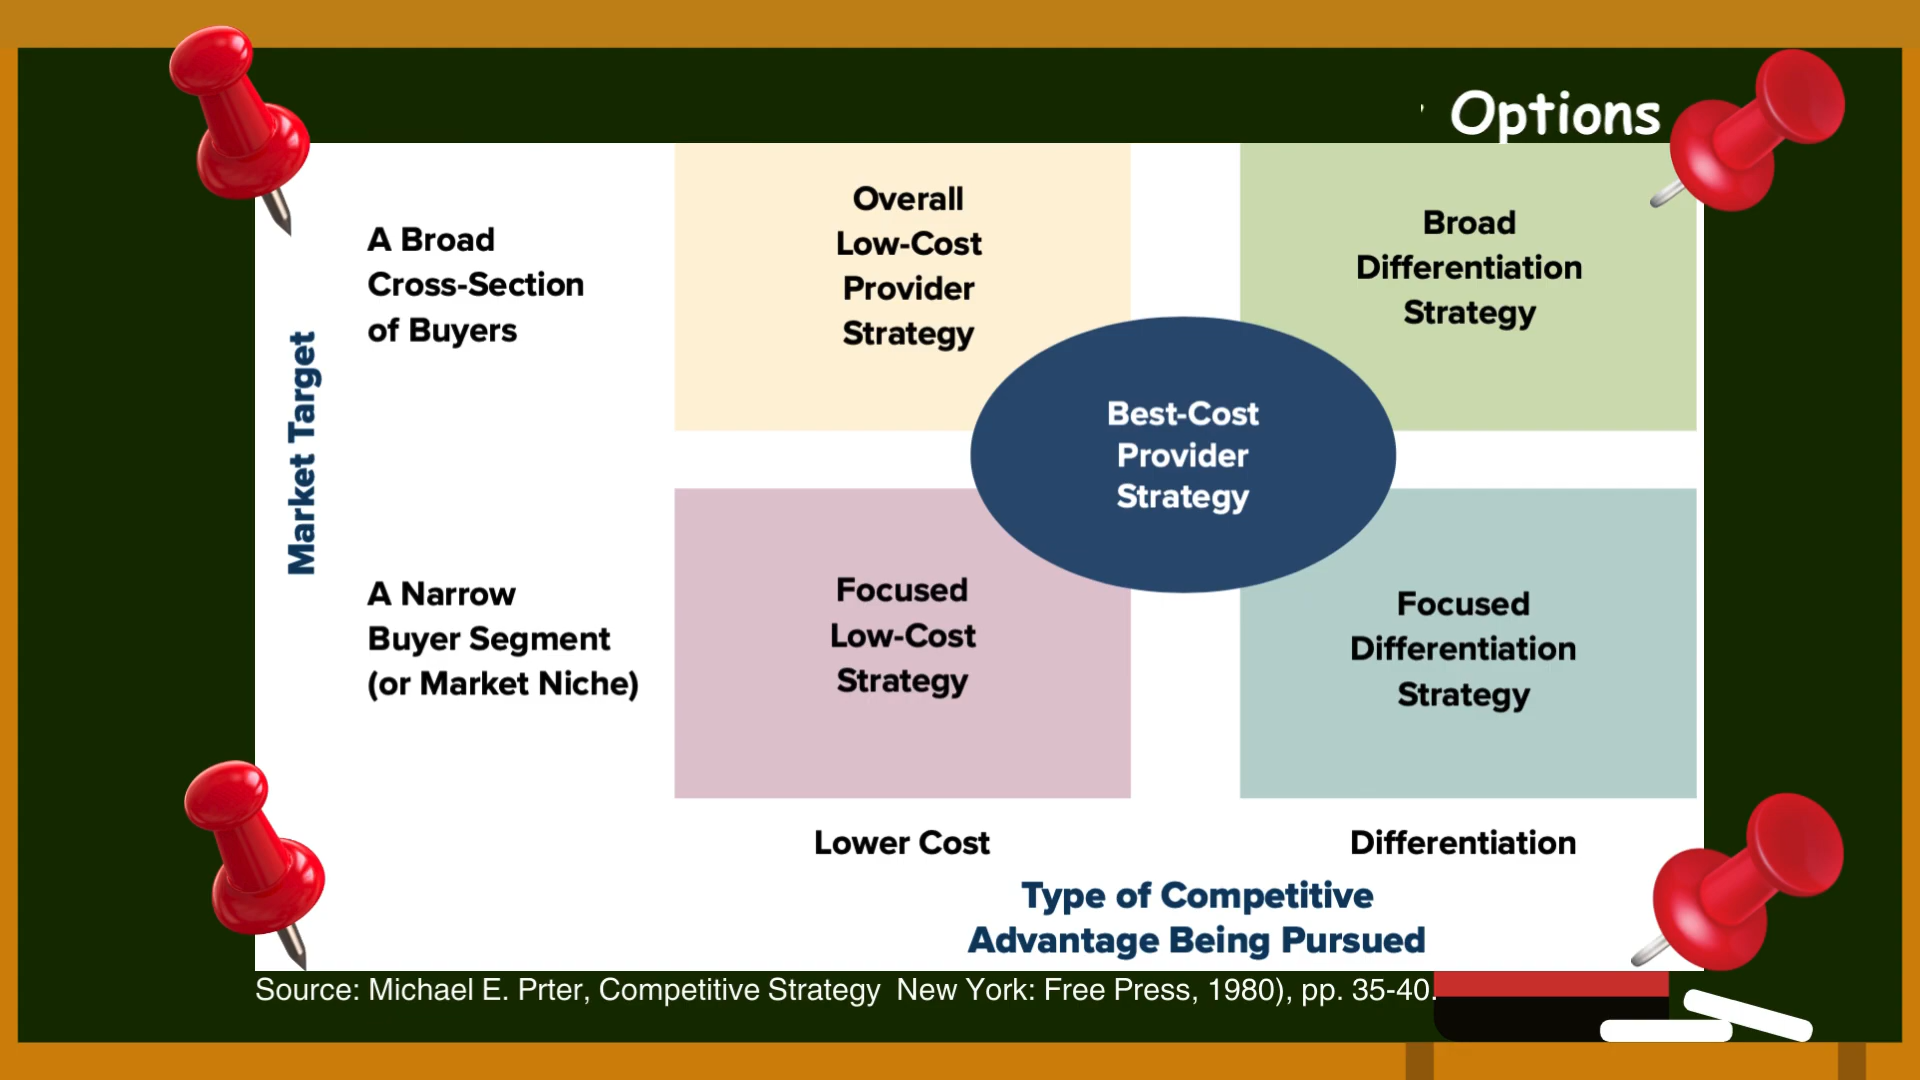 Options
Market Target
A Broad
Cross-Section
of Buyers
Overall
Low-Cost
Provider
Strategy
Broad
Differentiation
Strategy
Best-Cost
Provider
Strategy
A Narrow
Buyer Segment
(or Market Niche)
Focused
Low-Cost
Strategy
Focused
Differentiation
Strategy
Lower Cost
Differentiation
Type of Competitive
Advantage Being Pursued
Source: Michael E. Prter, Competitive Strategy  New York: Free Press, 1980), pp. 35-40.